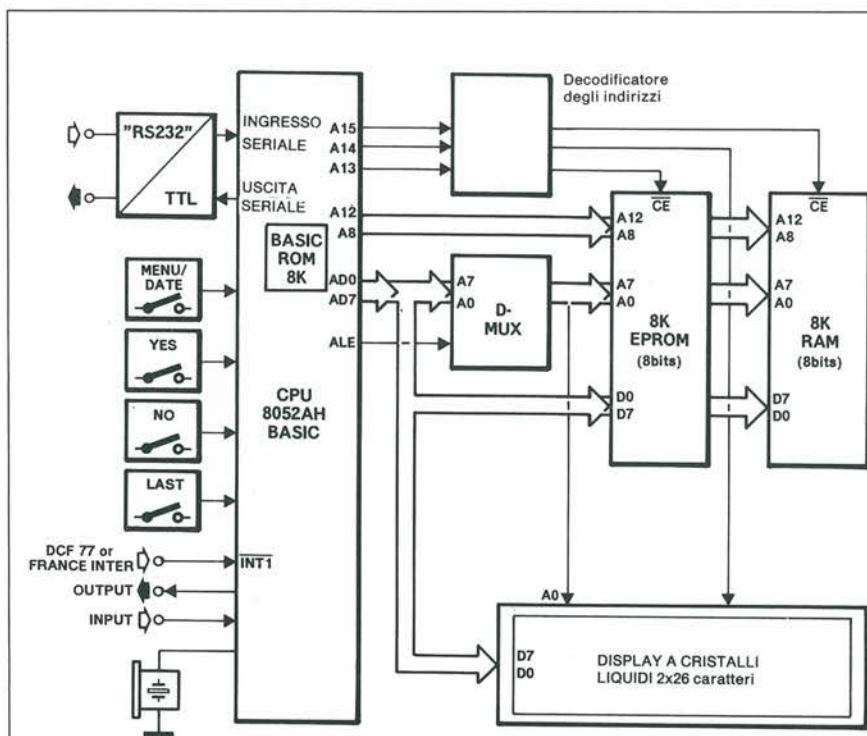 "RS232"
TTL
INGRESSO
SERIALE
USCITA
SERIALE
A15
A14
A13
A12
A8
BASIC
ROM
8K
AD0
AD7
ALE
CPU
8052AH
BASIC
MENU/
DATE
YES
NO
LAST
DCF 77 or
FRANCE INTER
INT1
OUTPUT
INPUT
Decodificatore
degli indirizzi
A7
A0
D-
MUX
CE
A12
A8
A7
A0
8K
EPROM
(8bits)
D0
D7
CE
A12
A8
A7
A0
8K
RAM
(8bits)
D7
D0
A0
D7
D0
DISPLAY A CRISTALLI
LIQUIDI 2x26 caratteri